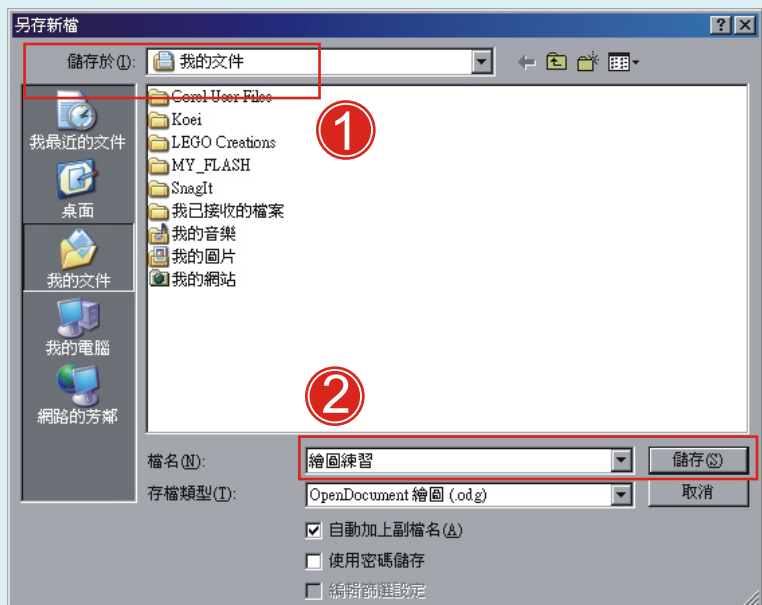 另存新檔
儲存於(I): 我的文件
1
我最近的文件
桌面
我的文件
我的電腦
網路的芳鄰
Corel User Files
Koei
LEGO Creations
MY_FLASH
SnagIt
我已接收的檔案
我的音樂
我的圖片
我的網站
2
檔名(N): 繪圖練習 儲存(S)
存檔類型(T): OpenDocument 繪圖 (.odg) 取消
自動加上副檔名(A)
使用密碼儲存
編輯篩選設定